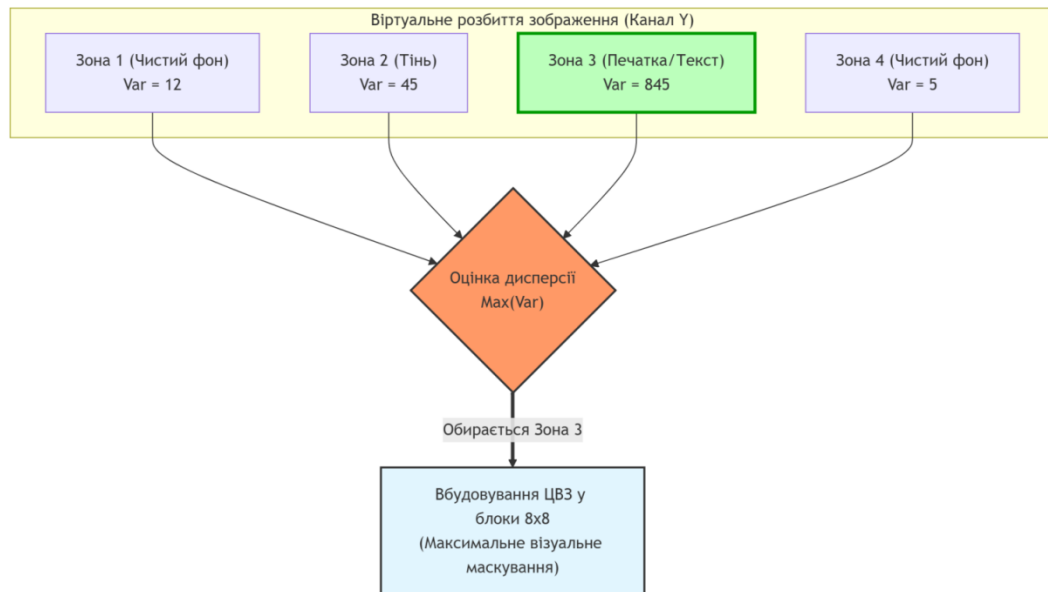 Віртуальне розбиття зображення (Канал Y)
Зона 1 (Чистий фон)
Var = 12
Зона 2 (Тінь)
Var = 45
Зона 3 (Печатка/Текст)
Var = 845
Зона 4 (Чистий фон)
Var = 5
Оцінка дисперсії
Max(Var)
Обирається Зона 3
Вбудовування ЦВЗ у
блоки 8x8
(Максимальне візуальне
маскування)